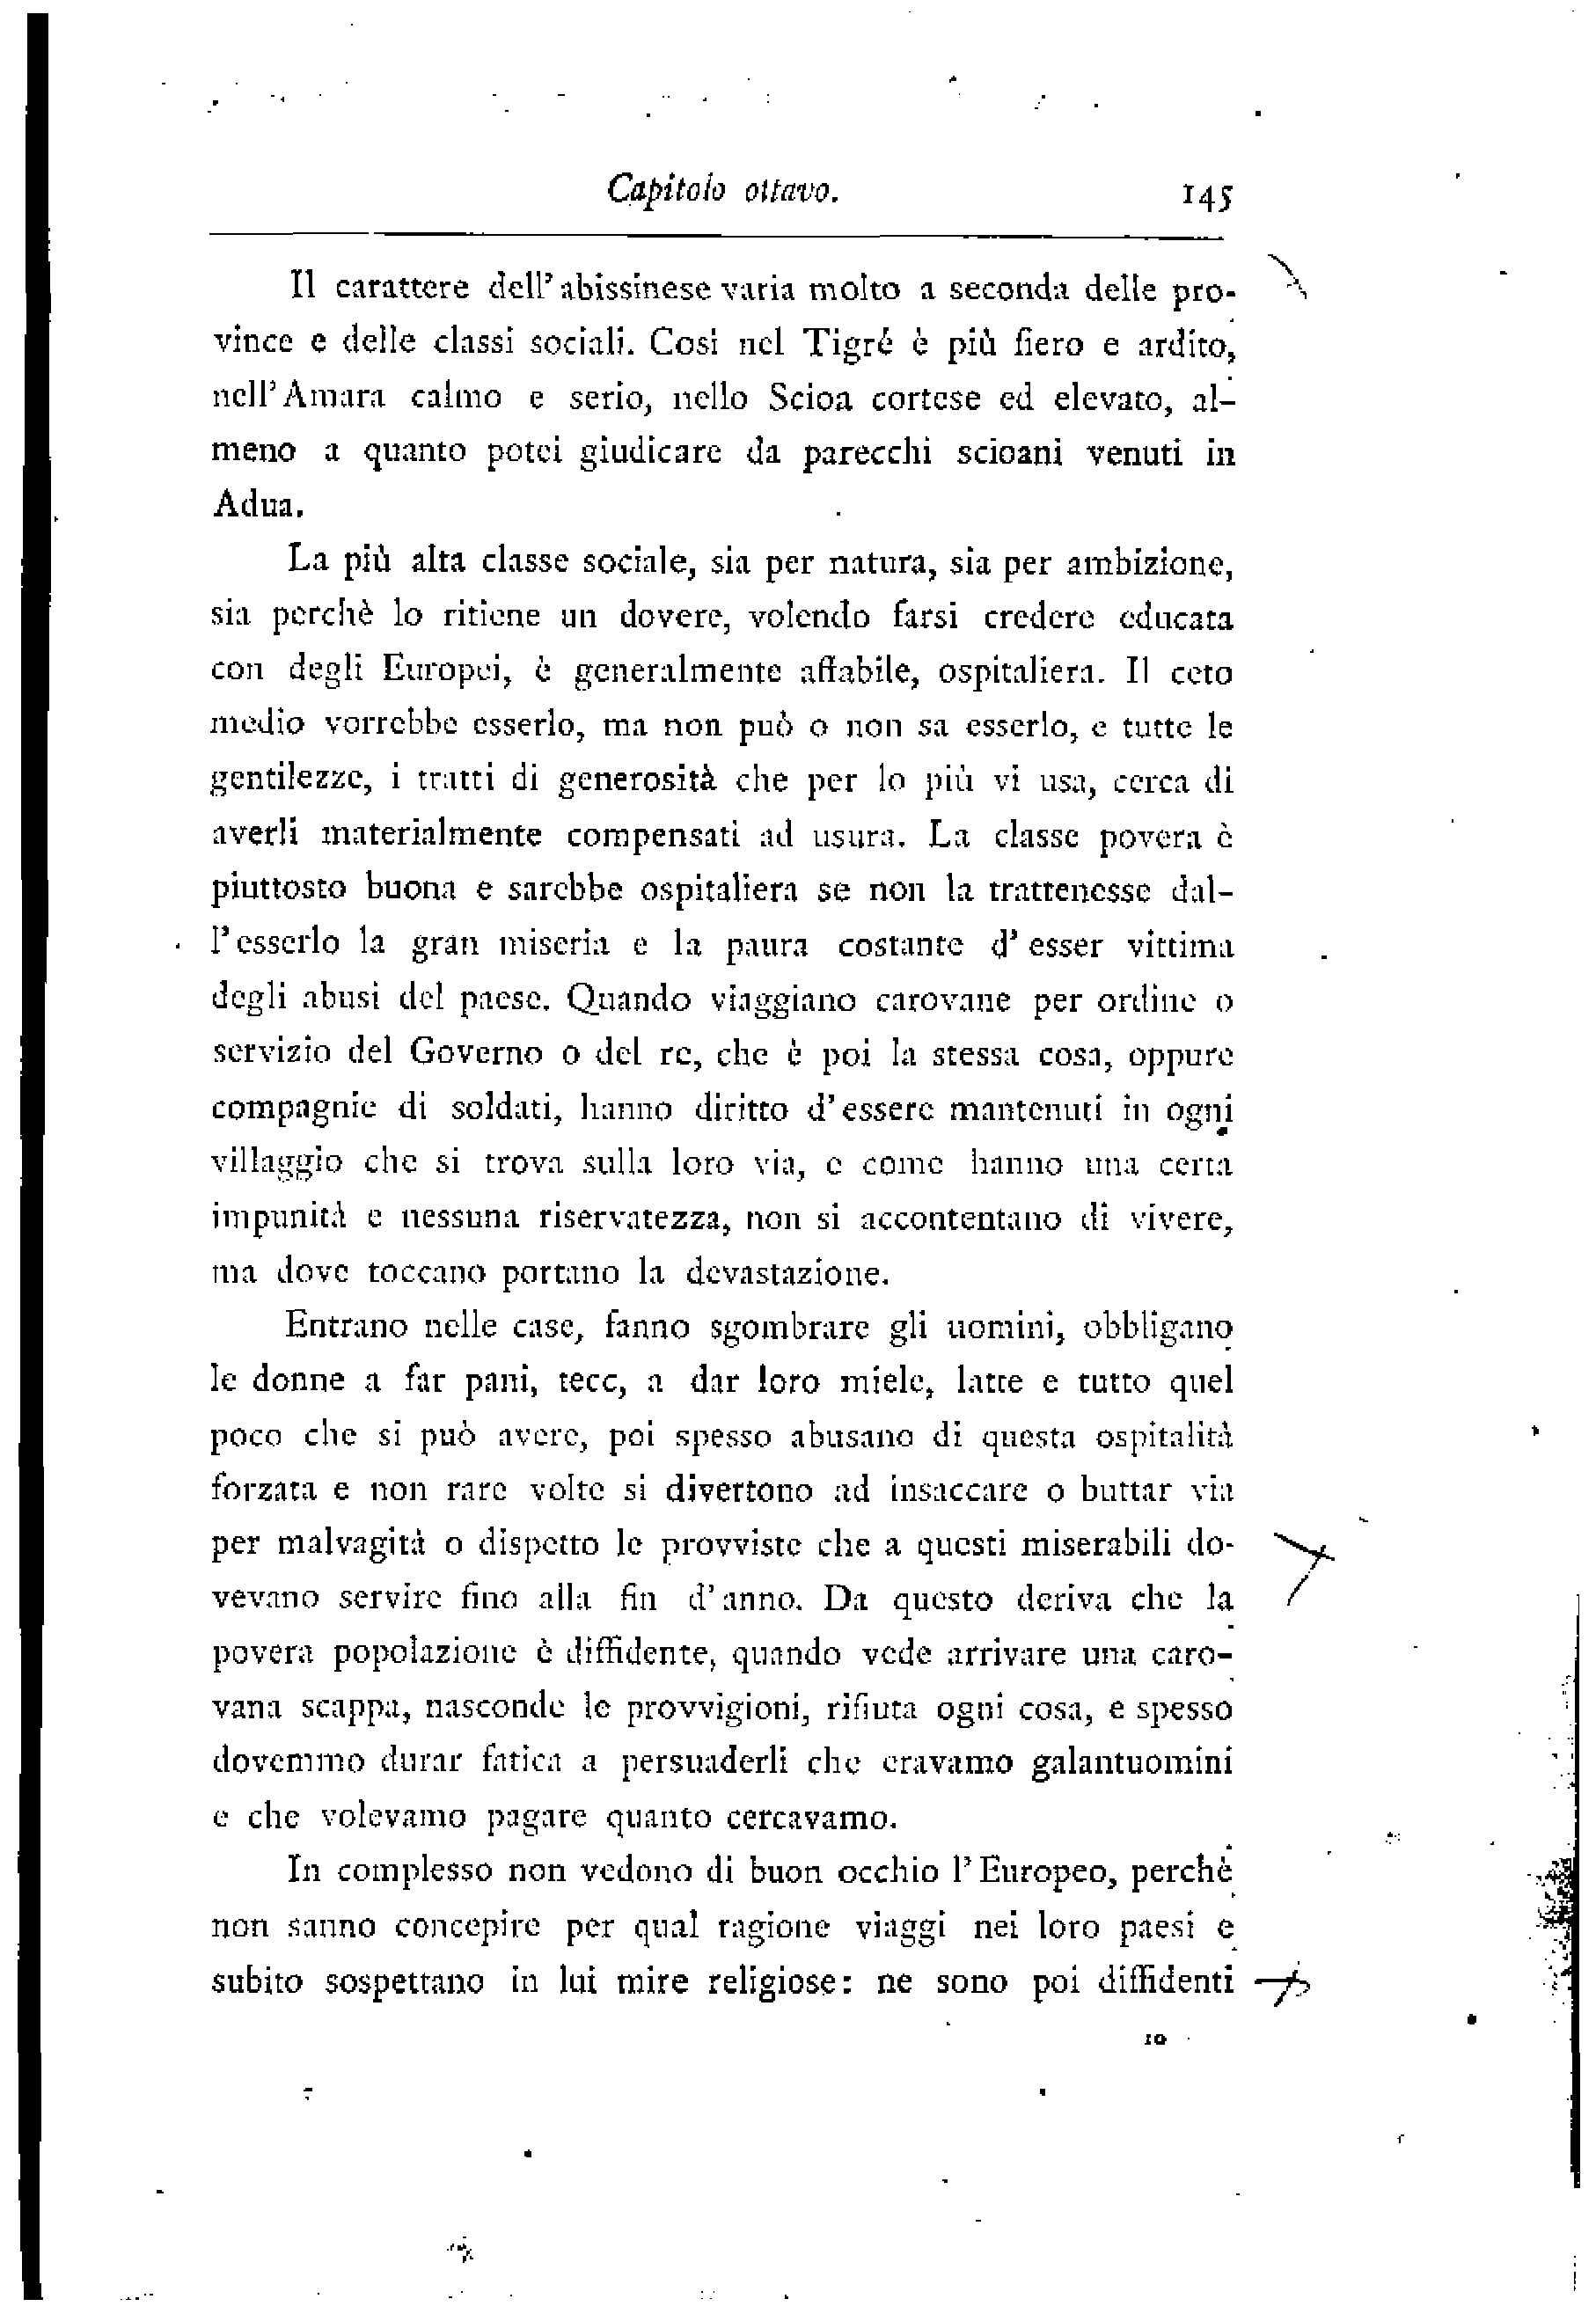 Capitolo ottavo. 145
Il carattere dell'abissinese varia molto a seconda delle pro-
vince e delle classi sociali. Così nel Tigré è più fiero e ardito,
nell'Amara calmo e serio, nello Scioa cortese ed elevato, al-
meno a quanto potei giudicare da parecchi scioani venuti in
Adua.
La più alta classe sociale, sia per natura, sia per ambizione,
sia perchè lo ritiene un dovere, volendo farsi credere educata
con degli Europei, è generalmente affabile, ospitaliera. Il ceto
medio vorrebbe esserlo, ma non può o non sa esserlo, e tutte le
gentilezze, i tratti di generosità che per lo più vi usa, cerca di
averli materialmente compensati ad usura. La classe povera è
piuttosto buona e sarebbe ospitaliera se non la trattenesse dal-
l'esserlo la gran miseria e la paura costante d'esser vittima
degli abusi del paese. Quando viaggiano carovane per ordine o
servizio del Governo o del re, che è poi la stessa cosa, oppure
compagnie di soldati, hanno diritto d'essere mantenuti in ogni
villaggio che si trova sulla loro via, e come hanno una certa
impunità e nessuna riservatezza, non si accontentano di vivere,
ma dove toccano portano la devastazione.
Entrano nelle case, fanno sgombrare gli uomini, obbligano
le donne a far pani, tecc, a dar loro miele, latte e tutto quel
poco che si può avere, poi spesso abusano di questa ospitalità
forzata e non rare volte si divertono ad insaccare o buttar via
per malvagità o dispetto le provviste che a questi miserabili do-
vevano servire fino alla fin d'anno. Da questo deriva che la
povera popolazione è diffidente, quando vede arrivare una caro-
vana scappa, nasconde le provvigioni, rifiuta ogni cosa, e spesso
dovemmo durar fatica a persuaderli che eravamo galantuomini
e che volevamo pagare quanto cercavamo.
In complesso non vedono di buon occhio l'Europeo, perchè
non sanno concepire per qual ragione viaggi nei loro paesi e
subito sospettano in lui mire religiose: ne sono poi diffidenti
10